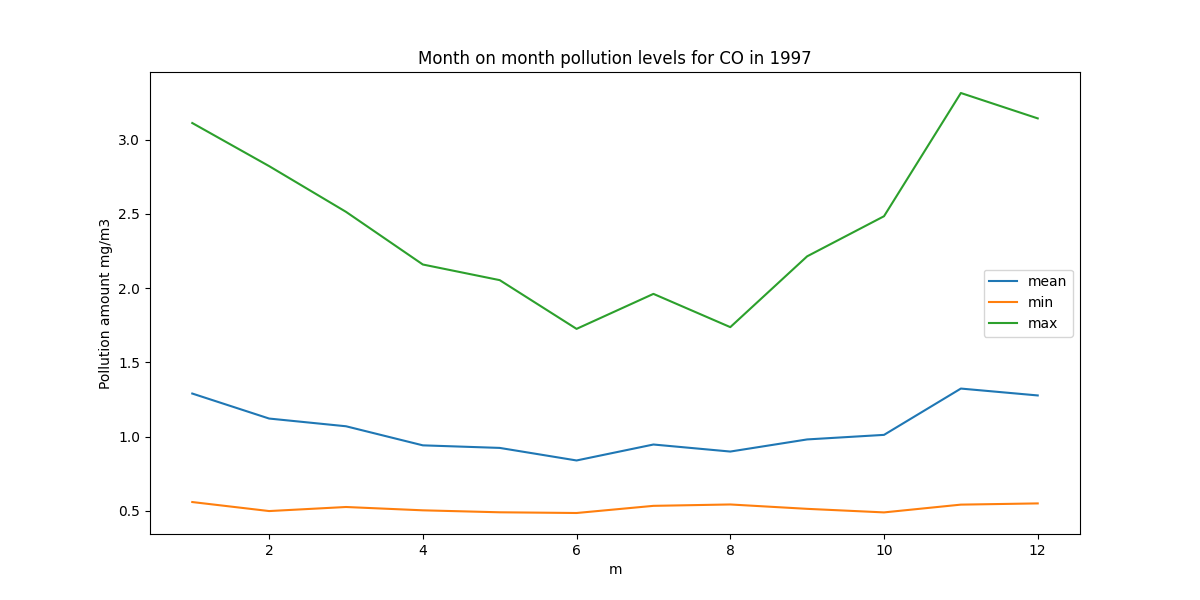 Month on month pollution levels for CO in 1997
Pollution amount mg/m3
3.0
2.5
2.0
1.5
1.0
0.5
mean
min
max
2 4 6 8 10 12
m